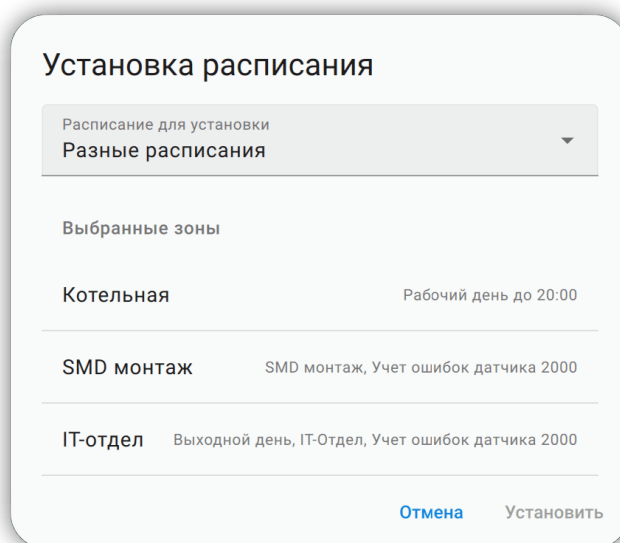 Установка расписания
Расписание для установки
Разные расписания
Выбранные зоны
Котельная Рабочий день до 20:00
SMD монтаж SMD монтаж, Учет ошибок датчика 2000
IT-отдел Выходной день, IT-Отдел, Учет ошибок датчика 2000
Отмена Установить